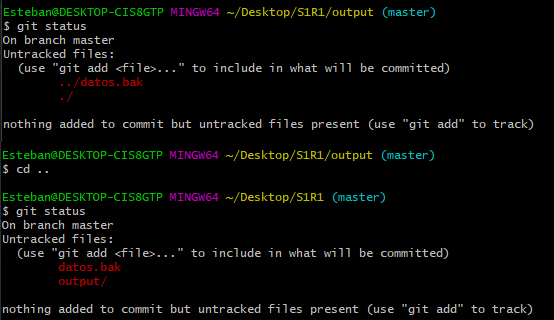 Esteban@DESKTOP-CIS8GTP MINGW64 ~/Desktop/S1R1/output (master)
$ git status
On branch master
Untracked files:
  (use "git add <file>..." to include in what will be committed)
        ../datos.bak
        ./

nothing added to commit but untracked files present (use "git add" to track)

Esteban@DESKTOP-CIS8GTP MINGW64 ~/Desktop/S1R1/output (master)
$ cd ..

Esteban@DESKTOP-CIS8GTP MINGW64 ~/Desktop/S1R1 (master)
$ git status
On branch master
Untracked files:
  (use "git add <file>..." to include in what will be committed)
        datos.bak
        output/

nothing added to commit but untracked files present (use "git add" to track)